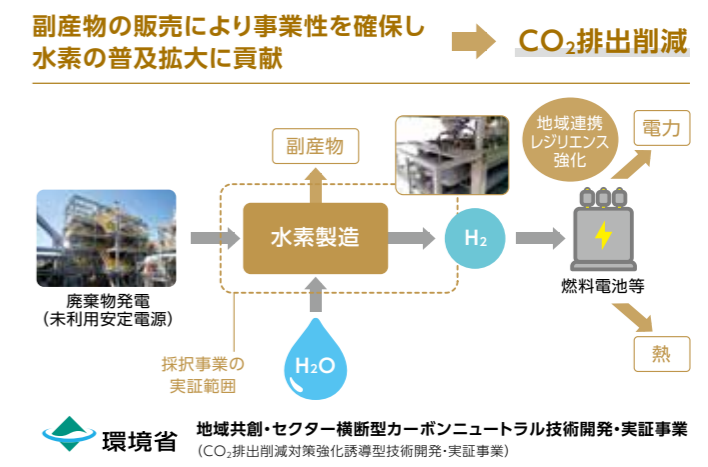 副産物の販売により事業性を確保し
水素の普及拡大に貢献
CO₂排出削減
地域連携
レジリエンス
強化
電力
副産物
水素製造
H₂
廃棄物発電
(未利用安定電源)
燃料電池等
採択事業の
実証範囲
H₂O
熱
環境省
地域共創・セクター横断型カーボンニュートラル技術開発・実証事業
(CO₂排出削減対策強化誘導型技術開発・実証事業)